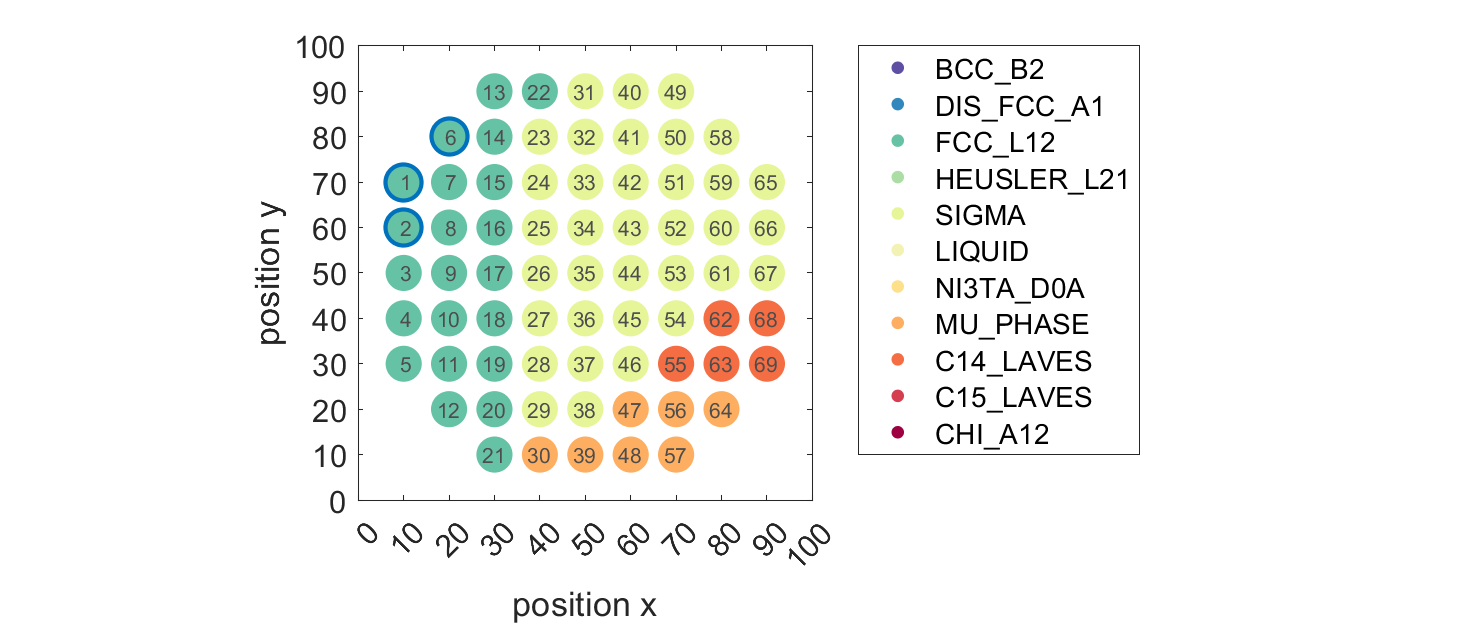 100
90 13 22 31 40 49
80 6 14 23 32 41 50 58
70 1 7 15 24 33 42 51 59 65
60 2 8 16 25 34 43 52 60 66
50 3 9 17 26 35 44 53 61 67
40 4 10 18 27 36 45 54 62 68
30 5 11 19 28 37 46 55 63 69
20 12 20 29 38 47 56 64
10 21 30 39 48 57
0
0 10 20 30 40 50 60 70 80 90 100
position x
position y
BCC_B2
DIS_FCC_A1
FCC_L12
HEUSLER_L21
SIGMA
LIQUID
NI3TA_D0A
MU_PHASE
C14_LAVES
C15_LAVES
CHI_A12